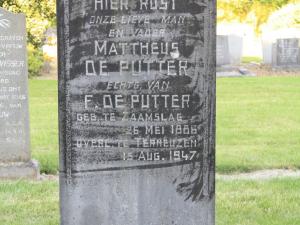 HIER RUST
ONZE LIEVE MAN
EN VADER
MATTHEUS
DE PUTTER
ECHTG. VAN
F. DE PUTTER
GEB. TE ZAAMSLAG
26 MEI 1886
OVERL. TE TERNEUZEN
15 AUG. 1947